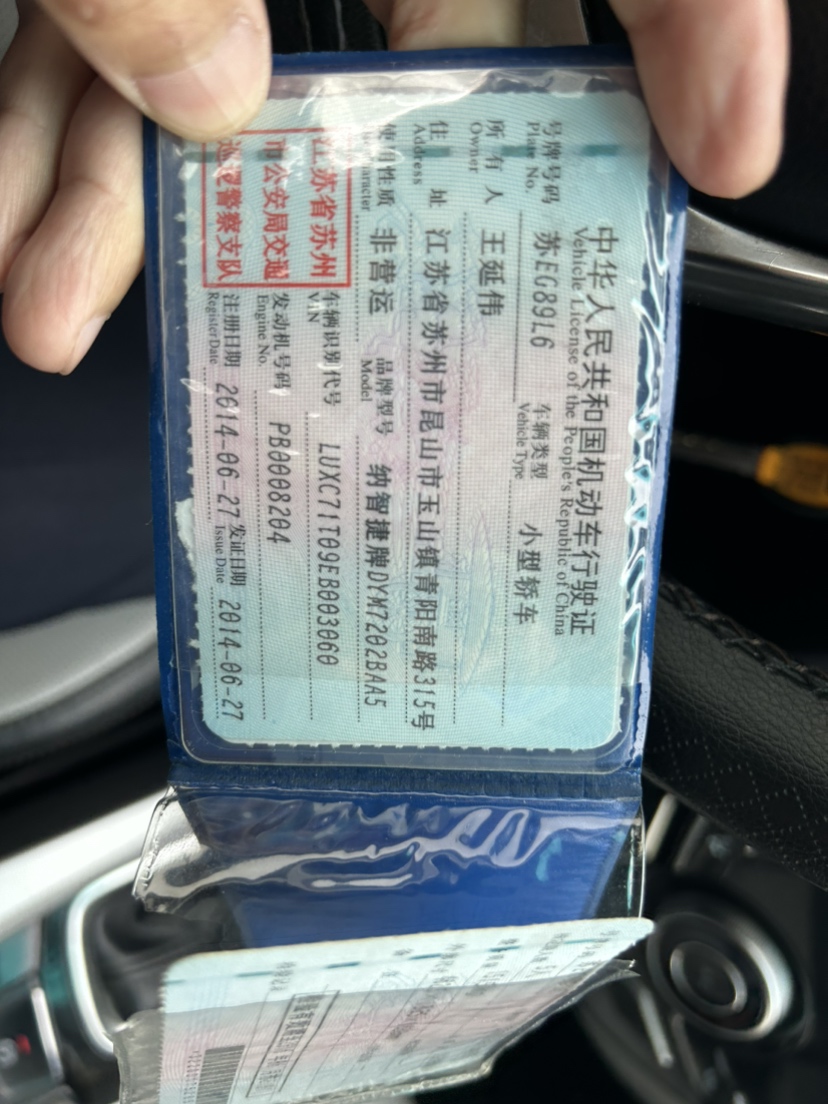 中华人民共和国机动车行驶证
Vehicle License of the People's Republic of China
号牌号码 苏EG89L6 车辆类型 小型轿车
Plate No. Vehicle Type
所有人 王延伟
Owner
住址 江苏省苏州市昆山市玉山镇青阳南路315号
Address
使用性质 非营运 品牌型号 纳智捷牌DYM7202BAA5
Character Model
江苏省苏州
市公安局交通
巡逻警察支队
车辆识别代号 LUXC71T09EB003060
VIN
发动机号码 PB0008204
Engine No.
注册日期 2014-06-27 发证日期 2014-06-27
Register Date Issue Date